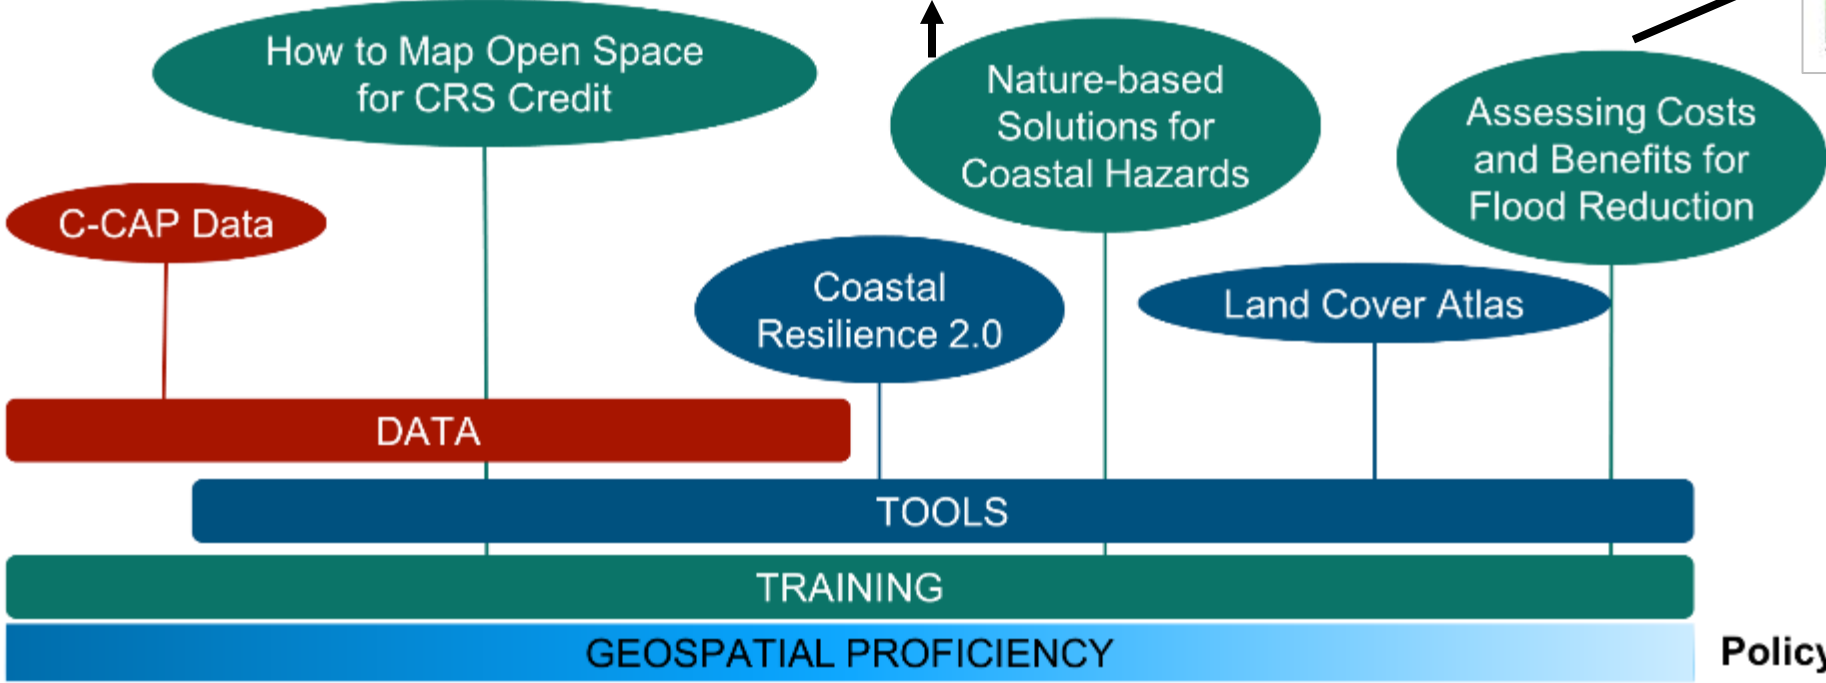 How to Map Open Space
for CRS Credit
Nature-based
Solutions for
Coastal Hazards
Assessing Costs
and Benefits for
Flood Reduction
C-CAP Data
Coastal
Resilience 2.0
Land Cover Atlas
DATA
TOOLS
TRAINING
GEOSPATIAL PROFICIENCY
Policy